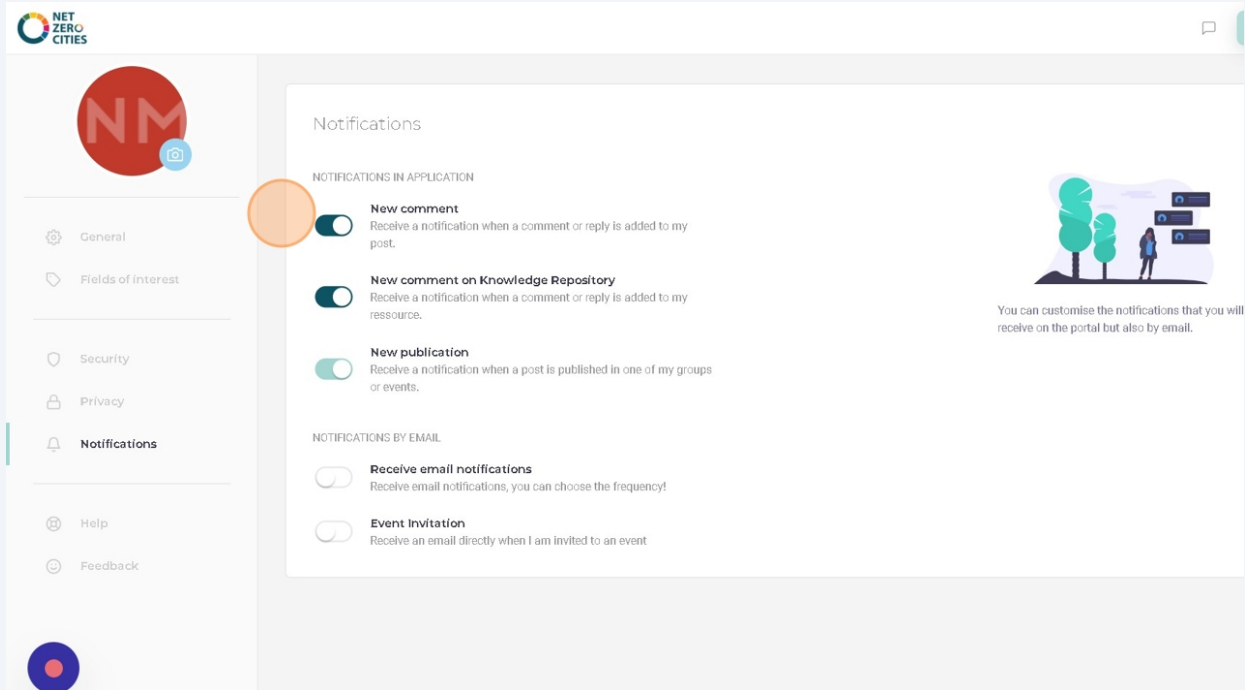 NET
ZERO
CITIES
NM
General
Fields of interest
Security
Privacy
Notifications
Help
Feedback
Notifications
NOTIFICATIONS IN APPLICATION
New comment
Receive a notification when a comment or reply is added to my
post.
New comment on Knowledge Repository
Receive a notification when a comment or reply is added to my
ressource.
New publication
Receive a notification when a post is published in one of my groups
or events.
NOTIFICATIONS BY EMAIL
Receive email notifications
Receive email notifications, you can choose the frequency!
Event Invitation
Receive an email directly when I am invited to an event
You can customise the notifications that you will
receive on the portal but also by email.